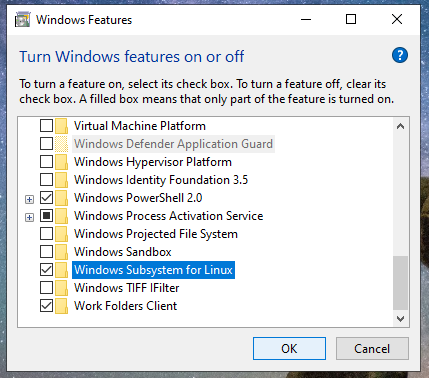 Windows Features
Turn Windows features on or off
?
To turn a feature on, select its check box. To turn a feature off, clear its
check box. A filled box means that only part of the feature is turned on.
Virtual Machine Platform
Windows Defender Application Guard
Windows Hypervisor Platform
Windows Identity Foundation 3.5
Windows PowerShell 2.0
Windows Process Activation Service
Windows Projected File System
Windows Sandbox
Windows Subsystem for Linux
Windows TIFF IFilter
Work Folders Client
OK
Cancel